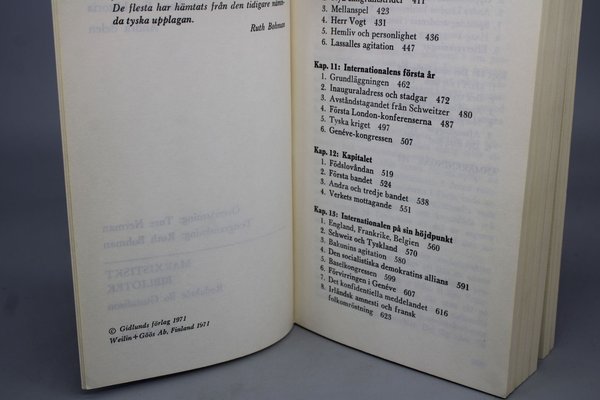 De flesta har hämtats från den tidigare näm-
da tyska upplagan.
Ruth Bohman
© Gidlunds förlag 1971
Weilin+Göös Ab, Finland 1971
3. Mellanspel 423
4. Herr Vogt 431
5. Hemliv och personlighet 436
6. Lassalles agitation 447
Kap. 11: Internationalens första år
1. Grundläggningen 462
2. Inauguraladress och stadgar 472
3. Avståndstagandet från Schweitzer 480
4. Första London-konferenserna 487
5. Tyska kriget 497
6. Genève-kongressen 507
Kap. 12: Kapitalet
1. Födslovåndan 519
2. Första bandet 524
3. Andra och tredje bandet 538
4. Verkets mottagande 551
Kap. 13: Internationalen på sin höjdpunkt
1. England, Frankrike, Belgien 560
2. Schweiz och Tyskland 570
3. Bakunins agitation 580
4. Den socialistiska demokratins allians 591
5. Baselkongressen 599
6. Förvirringen i Genève 607
7. Det konfidentiella meddelandet 616
8. Irländsk amnesti och fransk
folkomröstning 623